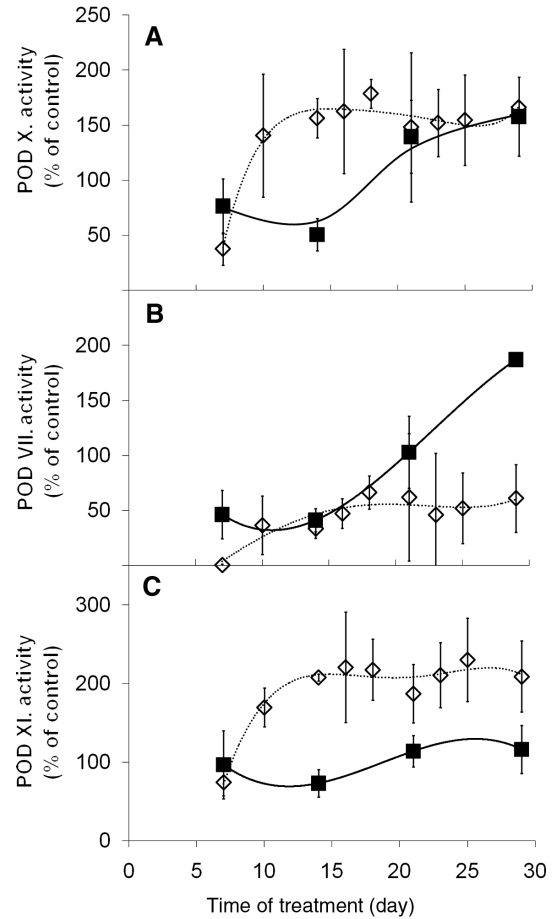 A
250
200
150
100
50
POD X. activity
(% of control)
B
200
150
100
50
POD VII. activity
(% of control)
C
300
200
100
0
POD XI. activity
(% of control)
0 5 10 15 20 25 30
Time of treatment (day)